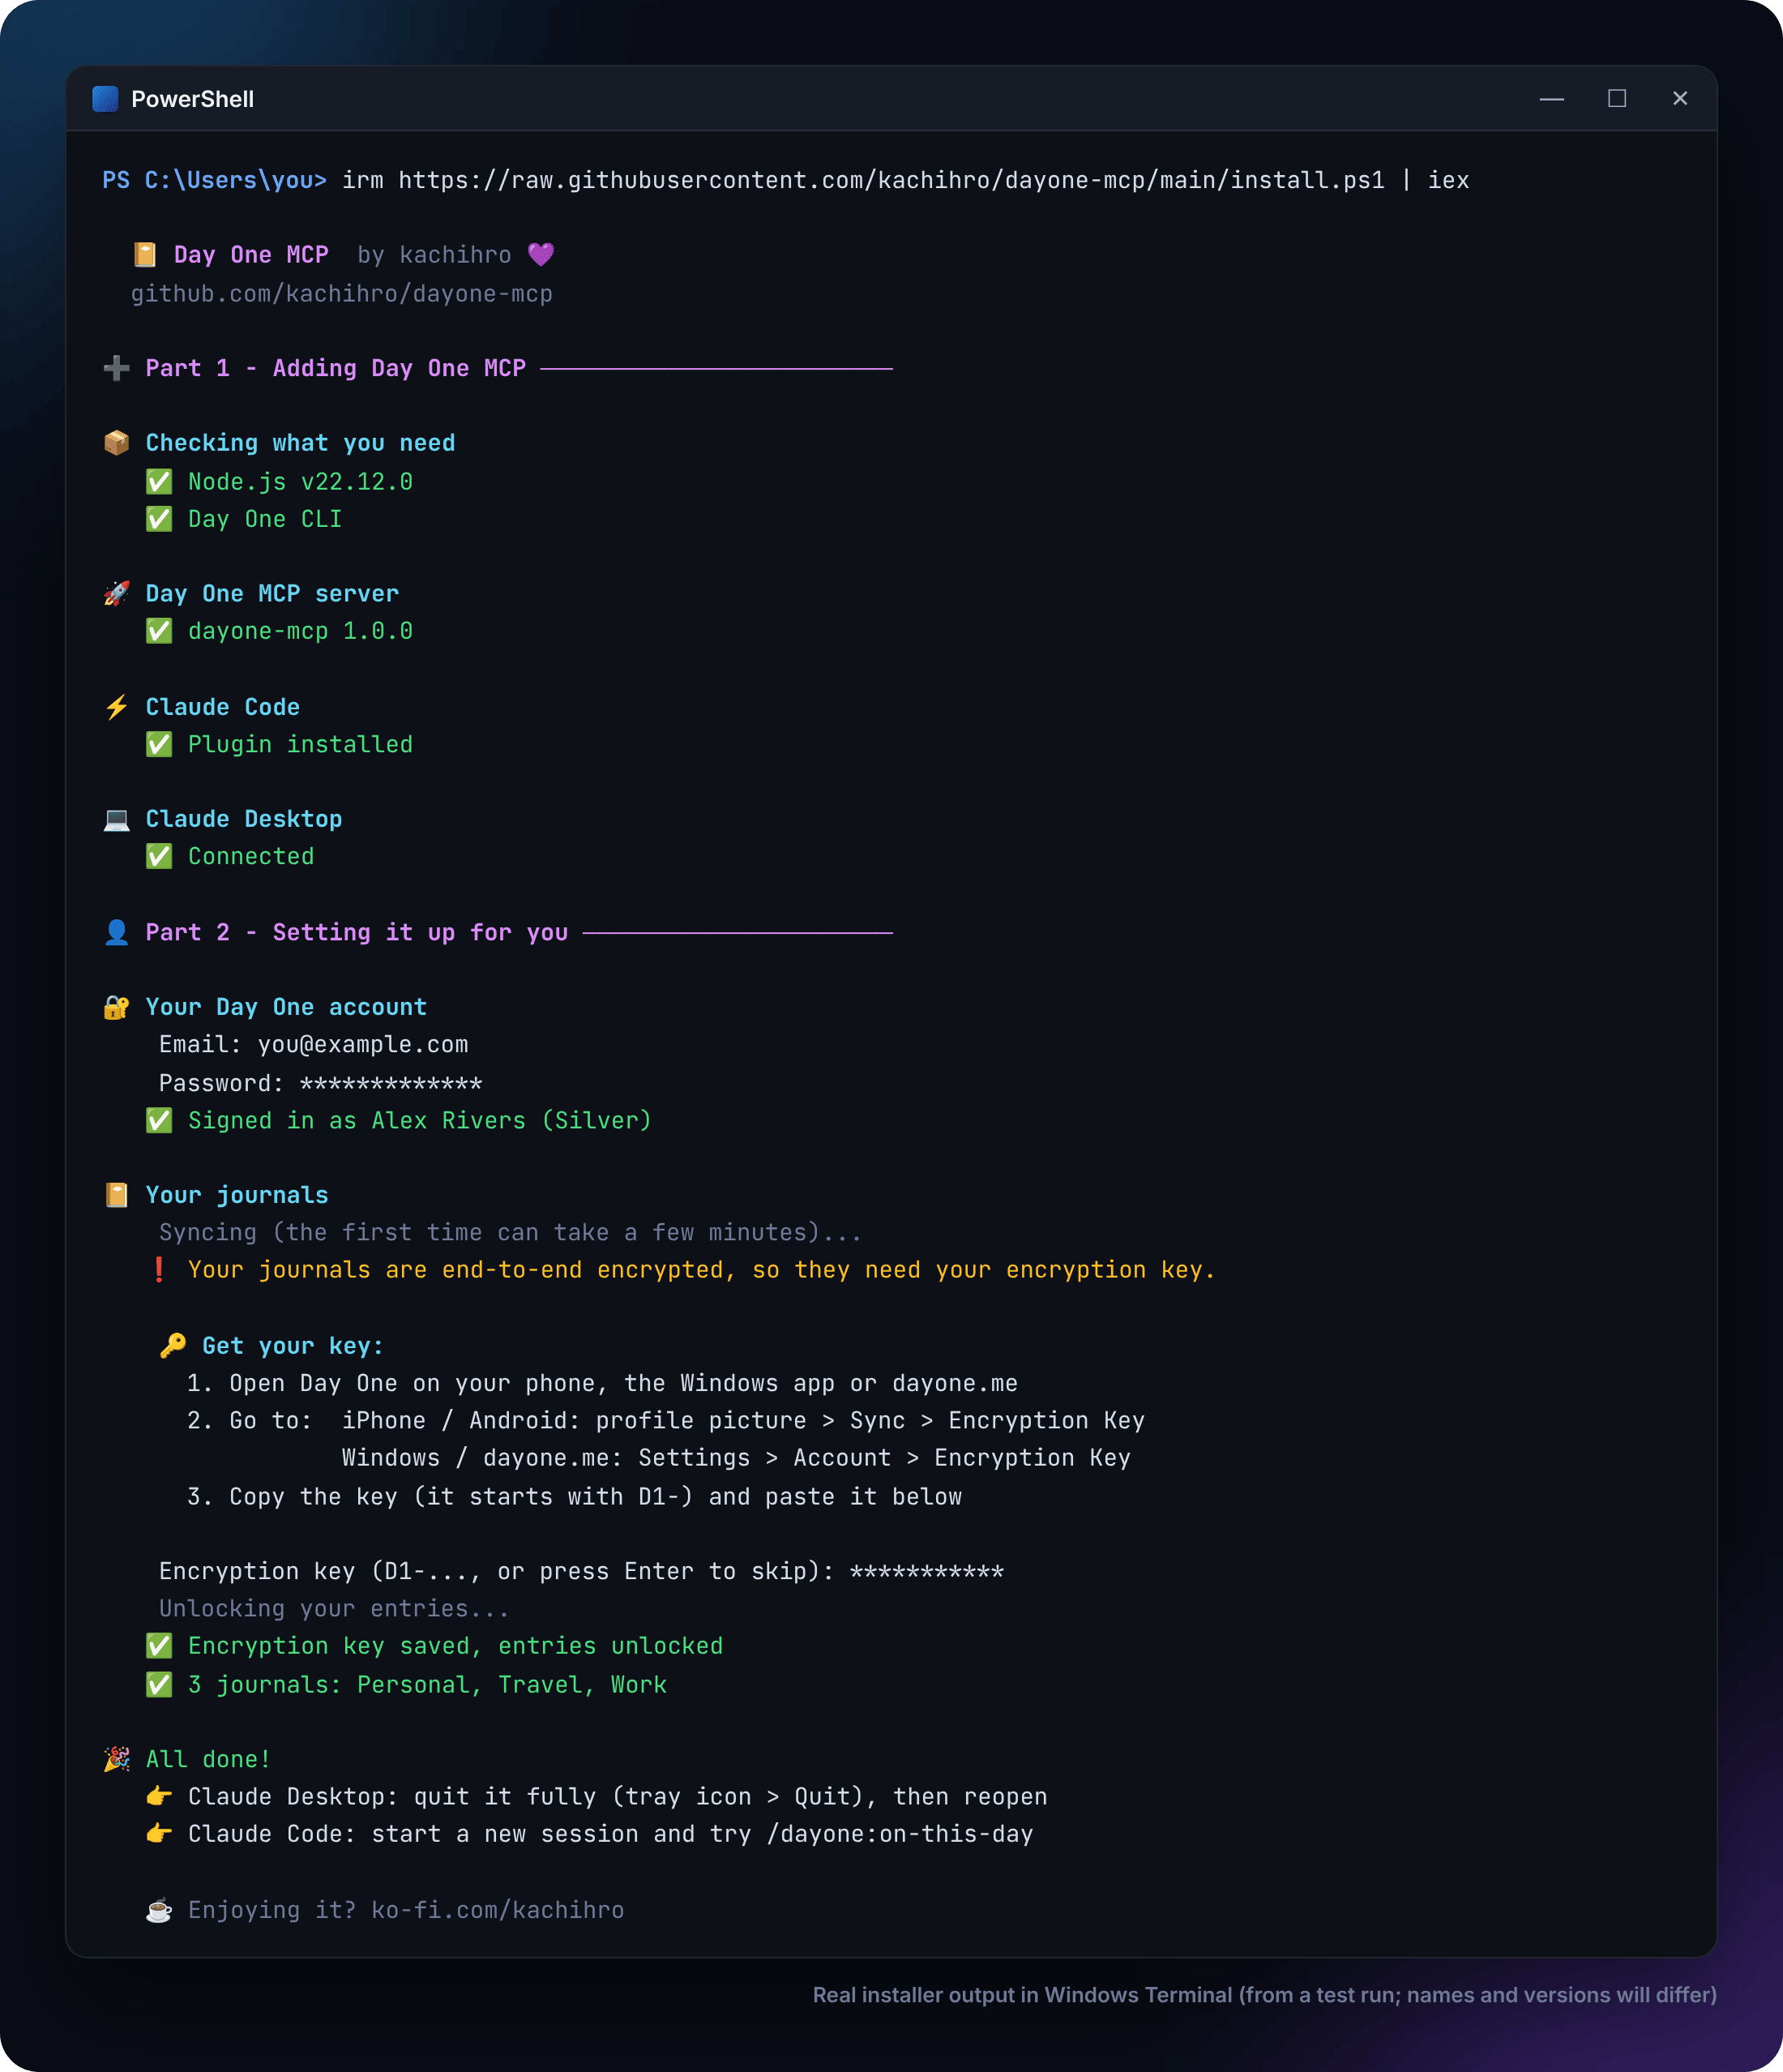 PowerShell
PS C:\Users\you> irm https://raw.githubusercontent.com/kachihro/dayone-mcp/main/install.ps1 | iex
📔 Day One MCP  by kachihro 💜
github.com/kachihro/dayone-mcp
➕ Part 1 - Adding Day One MCP ─────────────────────────
📦 Checking what you need
✅ Node.js v22.12.0
✅ Day One CLI
🚀 Day One MCP server
✅ dayone-mcp 1.0.0
⚡ Claude Code
✅ Plugin installed
💻 Claude Desktop
✅ Connected
👤 Part 2 - Setting it up for you ──────────────────────
🔐 Your Day One account
Email: you@example.com
Password: *************
✅ Signed in as Alex Rivers (Silver)
📔 Your journals
Syncing (the first time can take a few minutes)...
❗ Your journals are end-to-end encrypted, so they need your encryption key.
🔑 Get your key:
1. Open Day One on your phone, the Windows app or dayone.me
2. Go to:  iPhone / Android: profile picture > Sync > Encryption Key
Windows / dayone.me: Settings > Account > Encryption Key
3. Copy the key (it starts with D1-) and paste it below
Encryption key (D1-..., or press Enter to skip): ***********
Unlocking your entries...
✅ Encryption key saved, entries unlocked
✅ 3 journals: Personal, Travel, Work
🎉 All done!
👉 Claude Desktop: quit it fully (tray icon > Quit), then reopen
👉 Claude Code: start a new session and try /dayone:on-this-day
☕ Enjoying it? ko-fi.com/kachihro
Real installer output in Windows Terminal (from a test run; names and versions will differ)